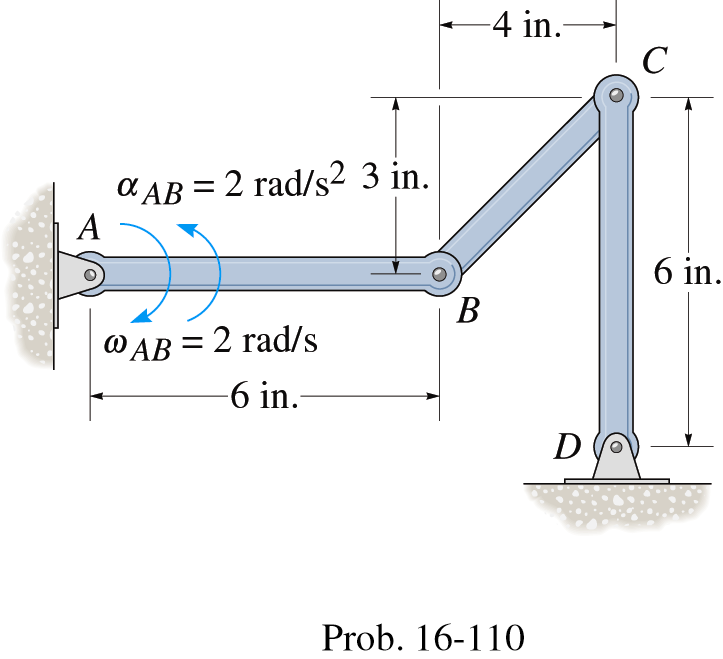 4 in.
C
α_AB = 2 rad/s² 3 in.
A
6 in.
B
ω_AB = 2 rad/s
6 in.
D
Prob. 16-110